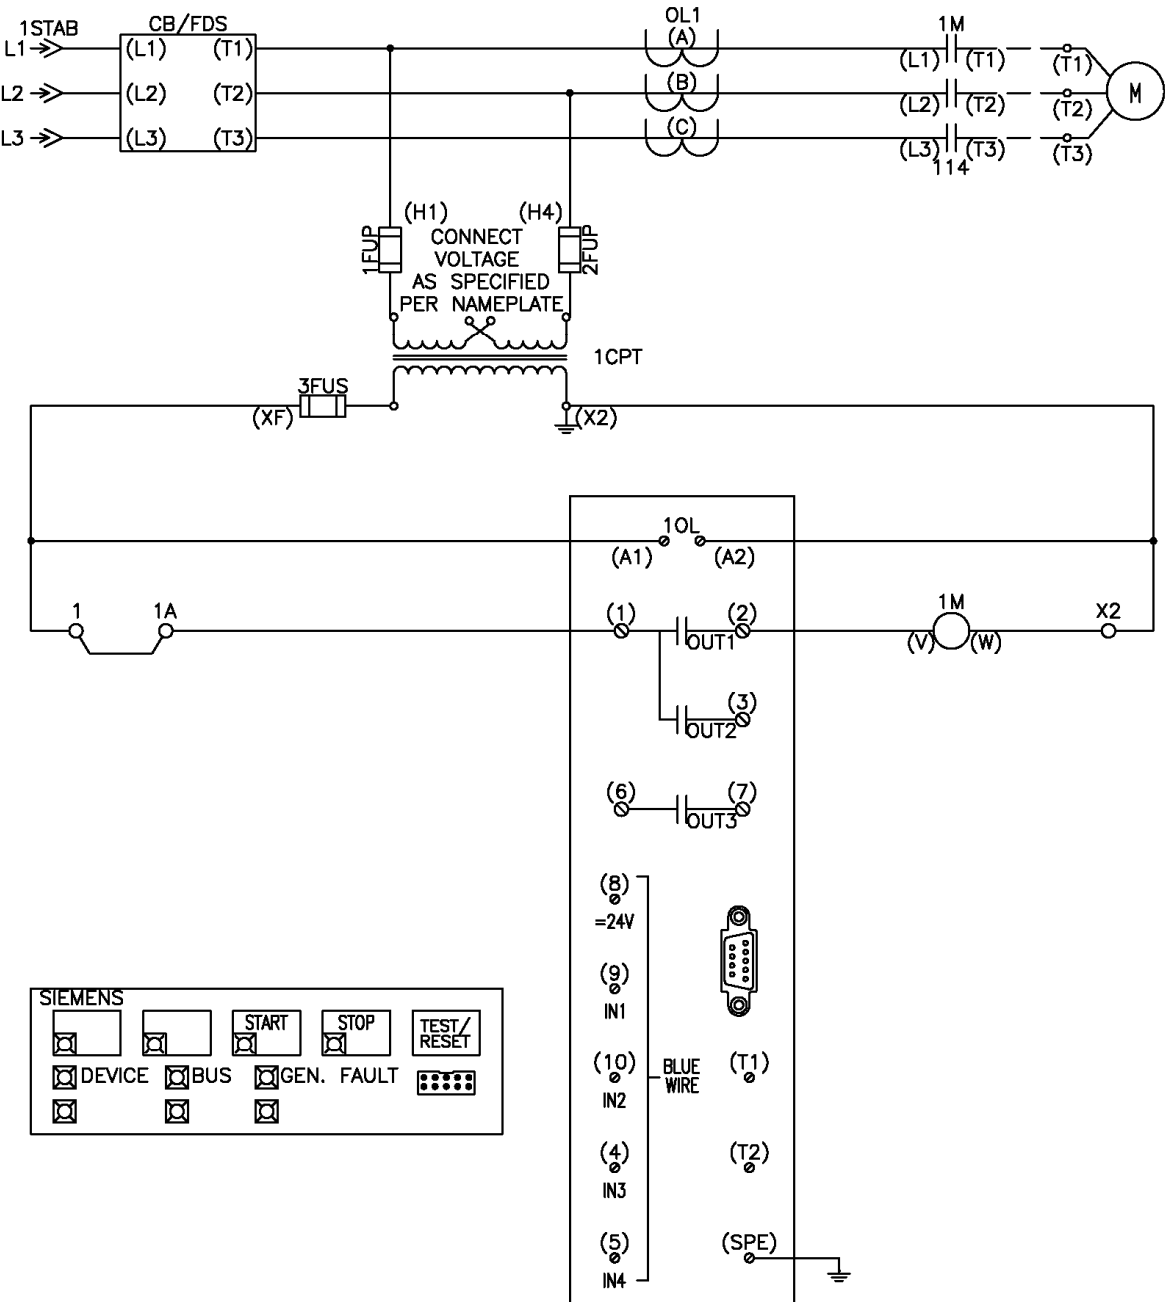 1STAB
CB/FDS
OL1
1M
L1 (L1) (T1) (A) (L1) (T1) (T1)
L2 (L2) (T2) (B) (L2) (T2) (T2) M
L3 (L3) (T3) (C) (L3) (T3) (T3)
114
(H1) (H4)
1FUP
2FUP
CONNECT
VOLTAGE
AS SPECIFIED
PER NAMEPLATE
1CPT
3FUS
(XF) (X2)
1OL
(A1) (A2)
1 1A (1) (2) 1M X2
OUT1 (V) (W)
(3)
OUT2
(6) (7)
OUT3
(8)
=24V
(9)
IN1
(10) BLUE (T1)
WIRE
IN2
(4) (T2)
IN3
(5) (SPE)
IN4
SIEMENS
START STOP TEST/
RESET
DEVICE BUS GEN. FAULT